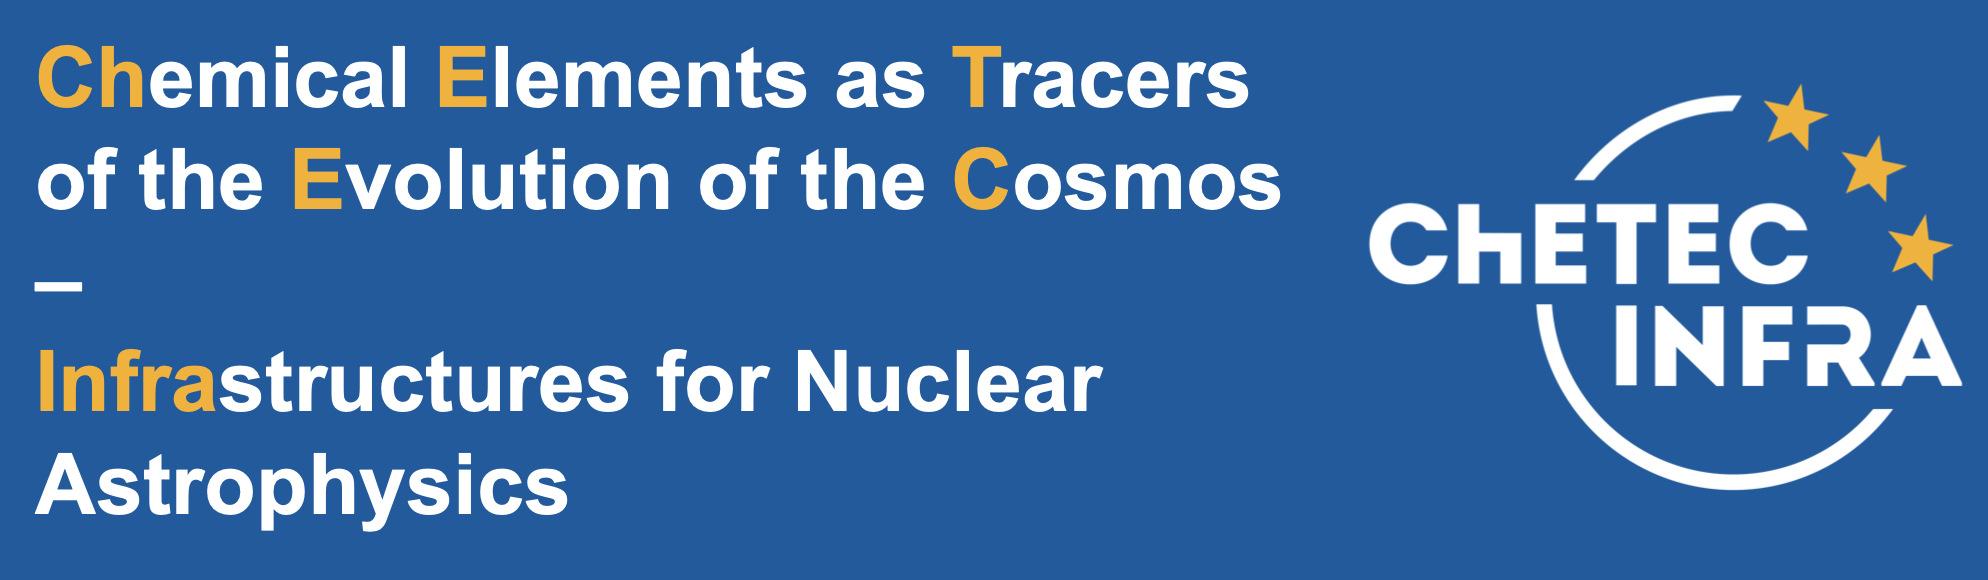 Chemical Elements as Tracers
of the Evolution of the Cosmos
–
Infrastructures for Nuclear
Astrophysics
ChETEC
INFRA